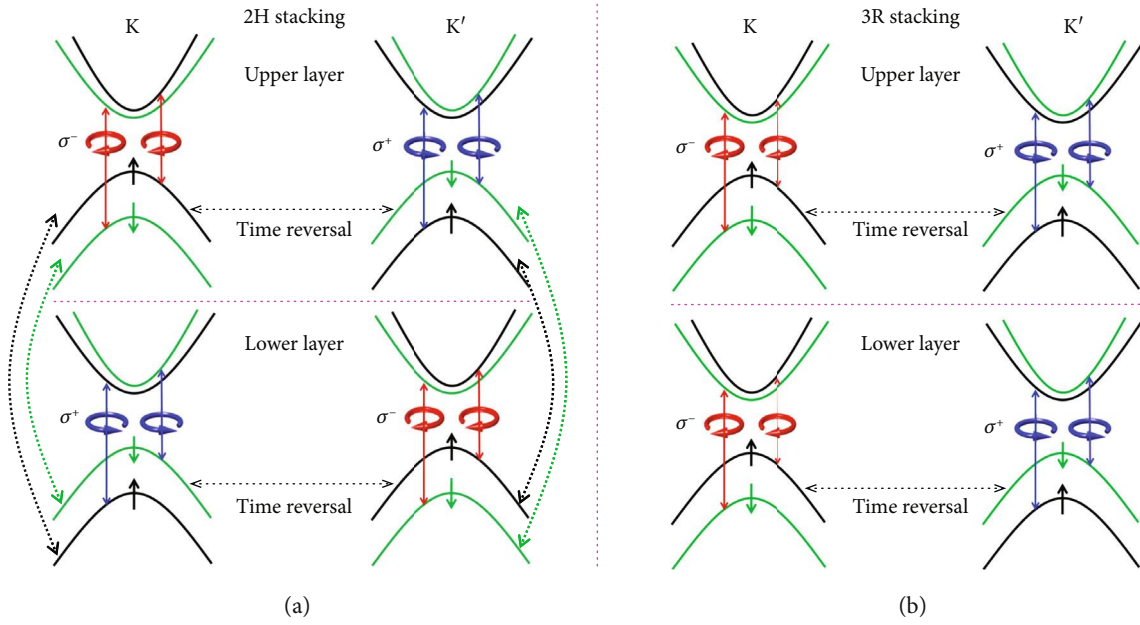 K 2H stacking K′
Upper layer
σ⁻ σ⁺
Time reversal
Lower layer
σ⁺ σ⁻
Time reversal
(a)
K 3R stacking K′
Upper layer
σ⁻ σ⁺
Time reversal
Lower layer
σ⁻ σ⁺
Time reversal
(b)